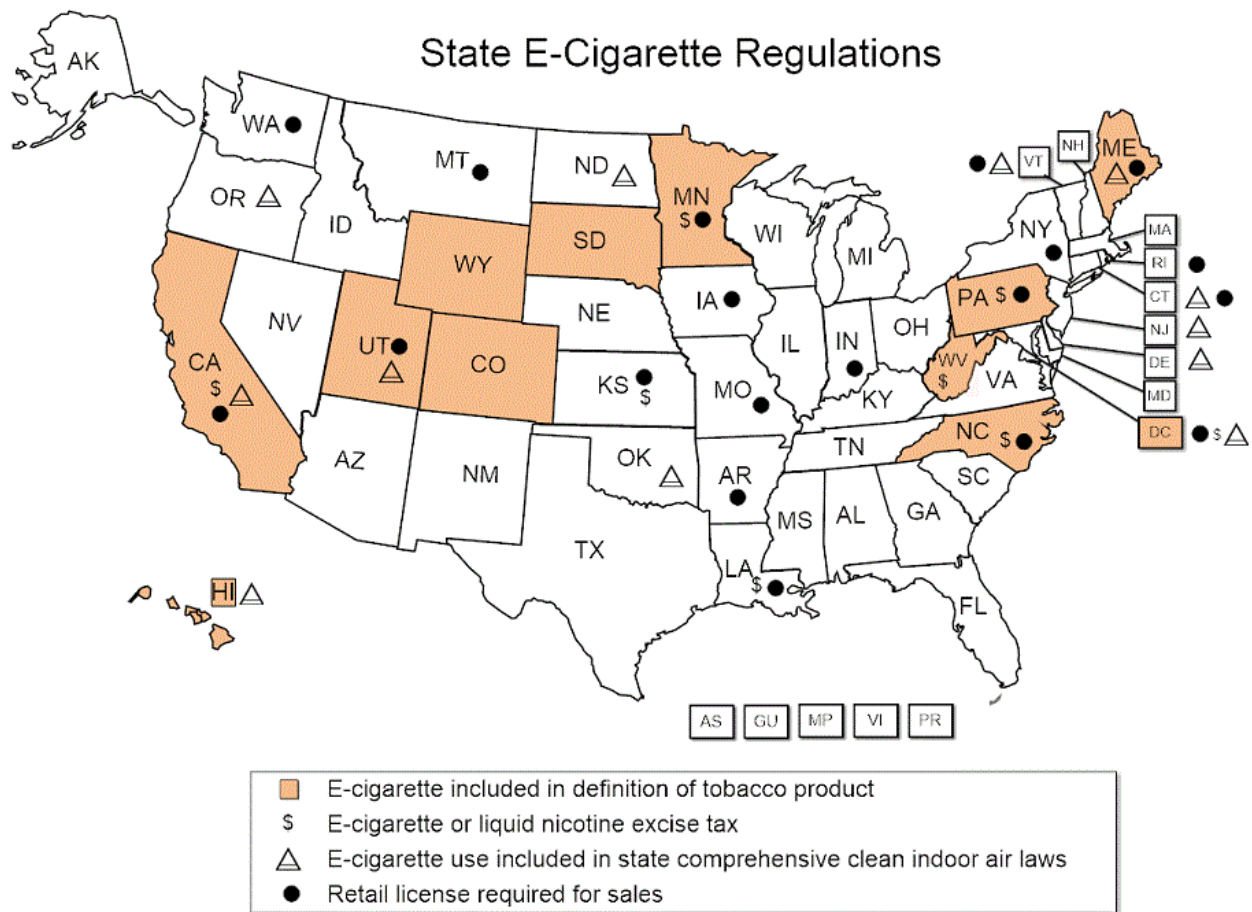 State E-Cigarette Regulations
AK
WA
MT
ND
MN
$
OR
ID
WY
SD
WI
MI
NY
VT
NH
ME
MA
RI
CT
NJ
DE
MD
DC
$
PA $
NV
UT
CO
NE
IA
IL
IN
OH
WV
$
VA
CA
$
KS
$
MO
KY
NC
$
TN
AZ
NM
OK
AR
SC
MS
AL
GA
TX
LA
$
FL
HI
AS
GU
MP
VI
PR
E-cigarette included in definition of tobacco product
$ E-cigarette or liquid nicotine excise tax
E-cigarette use included in state comprehensive clean indoor air laws
Retail license required for sales